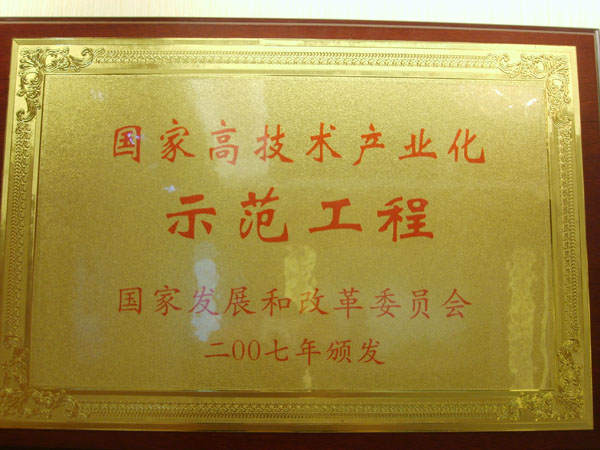 国家高技术产业化
示范工程
国家发展和改革委员会
二00七年颁发